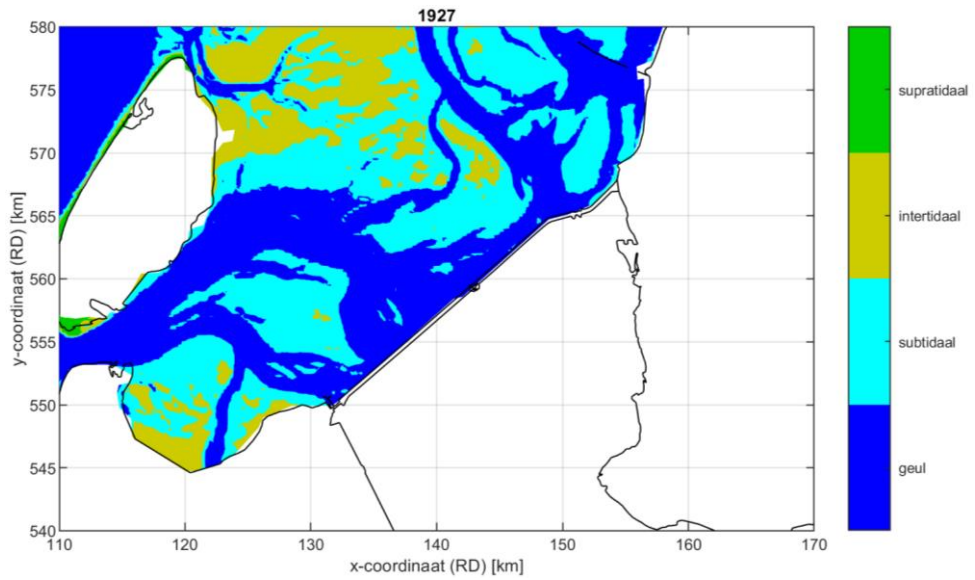 1927
580
575
570
565
560
555
550
545
540
y-coordinaat (RD) [km]
110
120
130
140
150
160
170
x-coordinaat (RD) [km]
supratidaal
intertidaal
subtidaal
geul